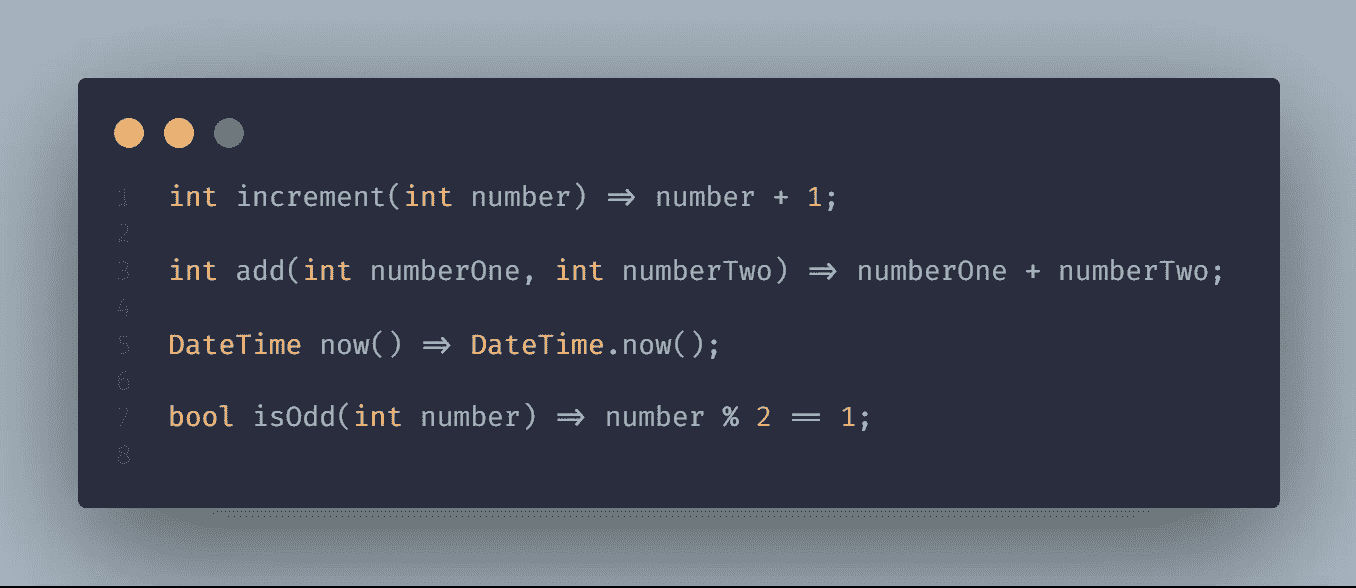 1 int increment(int number) => number + 1;
2
3 int add(int numberOne, int numberTwo) => numberOne + numberTwo;
4
5 DateTime now() => DateTime.now();
6
7 bool isOdd(int number) => number % 2 == 1;
8